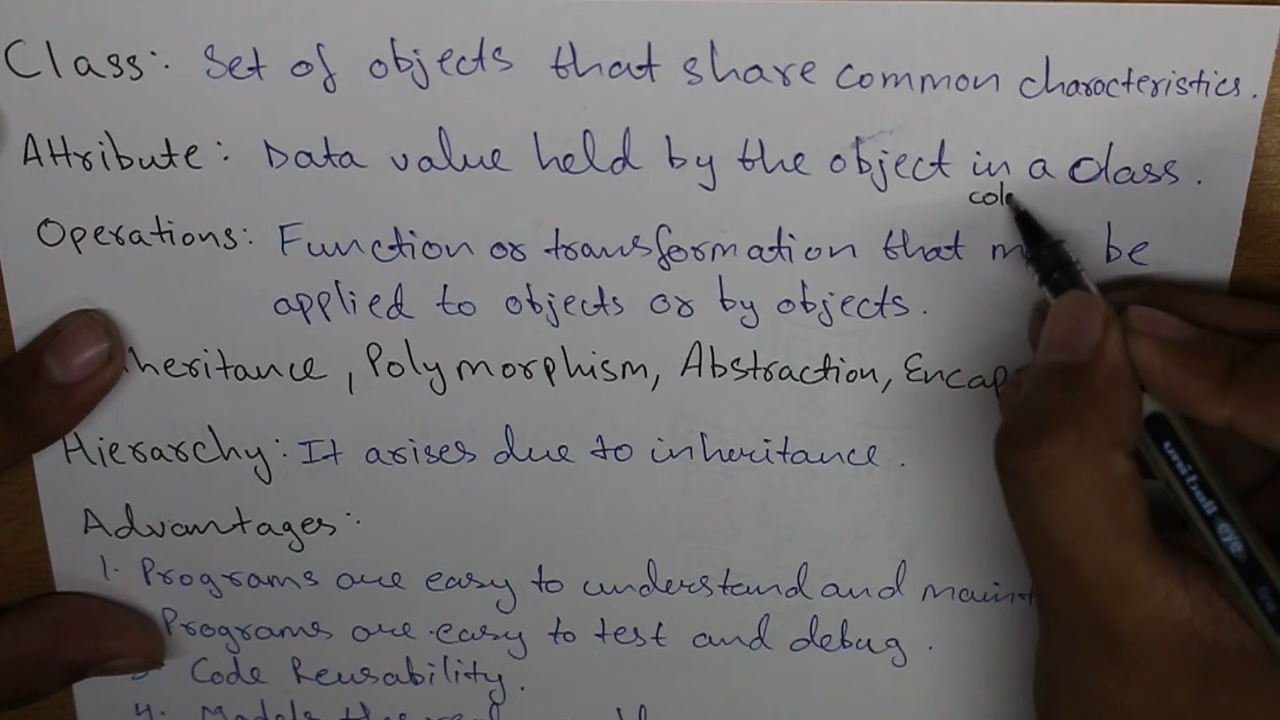 Class: Set of objects that share common characteristics.
Attribute: Data value held by the object in a class.
Operations: Function or transformation that be
applied to objects or by objects.
heritance, Polymorphism, Abstraction, Encap
Hierarchy: It arises due to inheritance.
Advantages:
1. Programs are easy to understand and maint
Programs are easy to test and debug.
Code Reusability.
4.
uniball eye